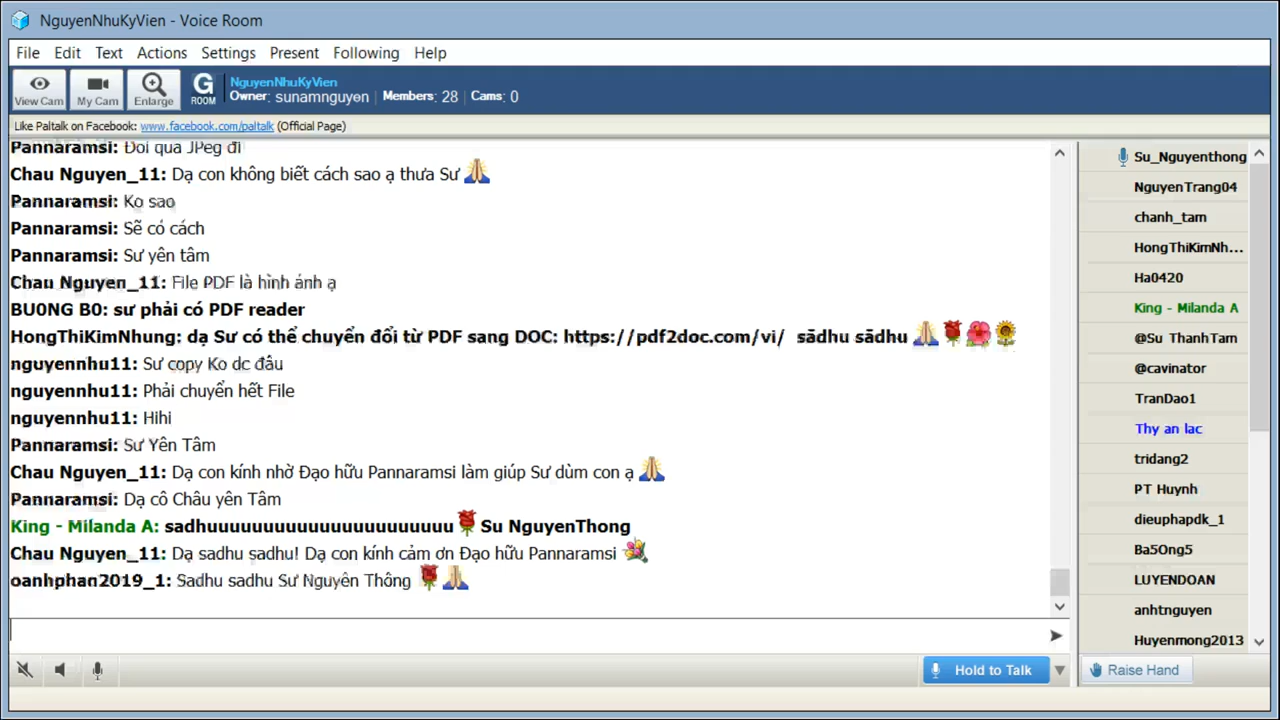 NguyenNhuKyVien - Voice Room
File Edit Text Actions Settings Present Following Help
View Cam
My Cam
Enlarge
G ROOM
NguyenNhuKyVien
Owner: sunamnguyen | Members: 28 | Cams: 0
Like Paltalk on Facebook: www.facebook.com/paltalk (Official Page)
Pannaramsi: Đổi qua JPeg đi
Chau Nguyen_11: Dạ con không biết cách sao ạ thưa Sư 🙏
Pannaramsi: Ko sao
Pannaramsi: Sẽ có cách
Pannaramsi: Sư yên tâm
Chau Nguyen_11: File PDF là hình ảnh ạ
BU0NG B0: sư phải có PDF reader
HongThiKimNhung: dạ Sư có thể chuyển đổi từ PDF sang DOC: https://pdf2doc.com/vi/ sādhu sādhu 🙏🌹🌺🌻
nguyennhu11: Sư copy Ko dc đâu
nguyennhu11: Phải chuyển hết File
nguyennhu11: Hihi
Pannaramsi: Sư Yên Tâm
Chau Nguyen_11: Dạ con kính nhờ Đạo hữu Pannaramsi làm giúp Sư dùm con ạ 🙏
Pannaramsi: Dạ cô Châu yên Tâm
King - Milanda A: sadhuuuuuuuuuuuuuuuuuuuuuu 🌹 Su NguyenThong
Chau Nguyen_11: Dạ sadhu sadhu! Dạ con kính cảm ơn Đạo hữu Pannaramsi 💐
oanhphan2019_1: Sadhu sadhu Sư Nguyên Thông 🌹🙏
Hold to Talk
Su_Nguyenthong
NguyenTrang04
chanh_tam
HongThiKimNh...
Ha0420
King - Milanda A
@Su ThanhTam
@cavinator
TranDao1
Thy an lac
tridang2
PT Huynh
dieuphapdk_1
Ba5Ong5
LUYENDOAN
anhtnguyen
Huyenmong2013
Raise Hand